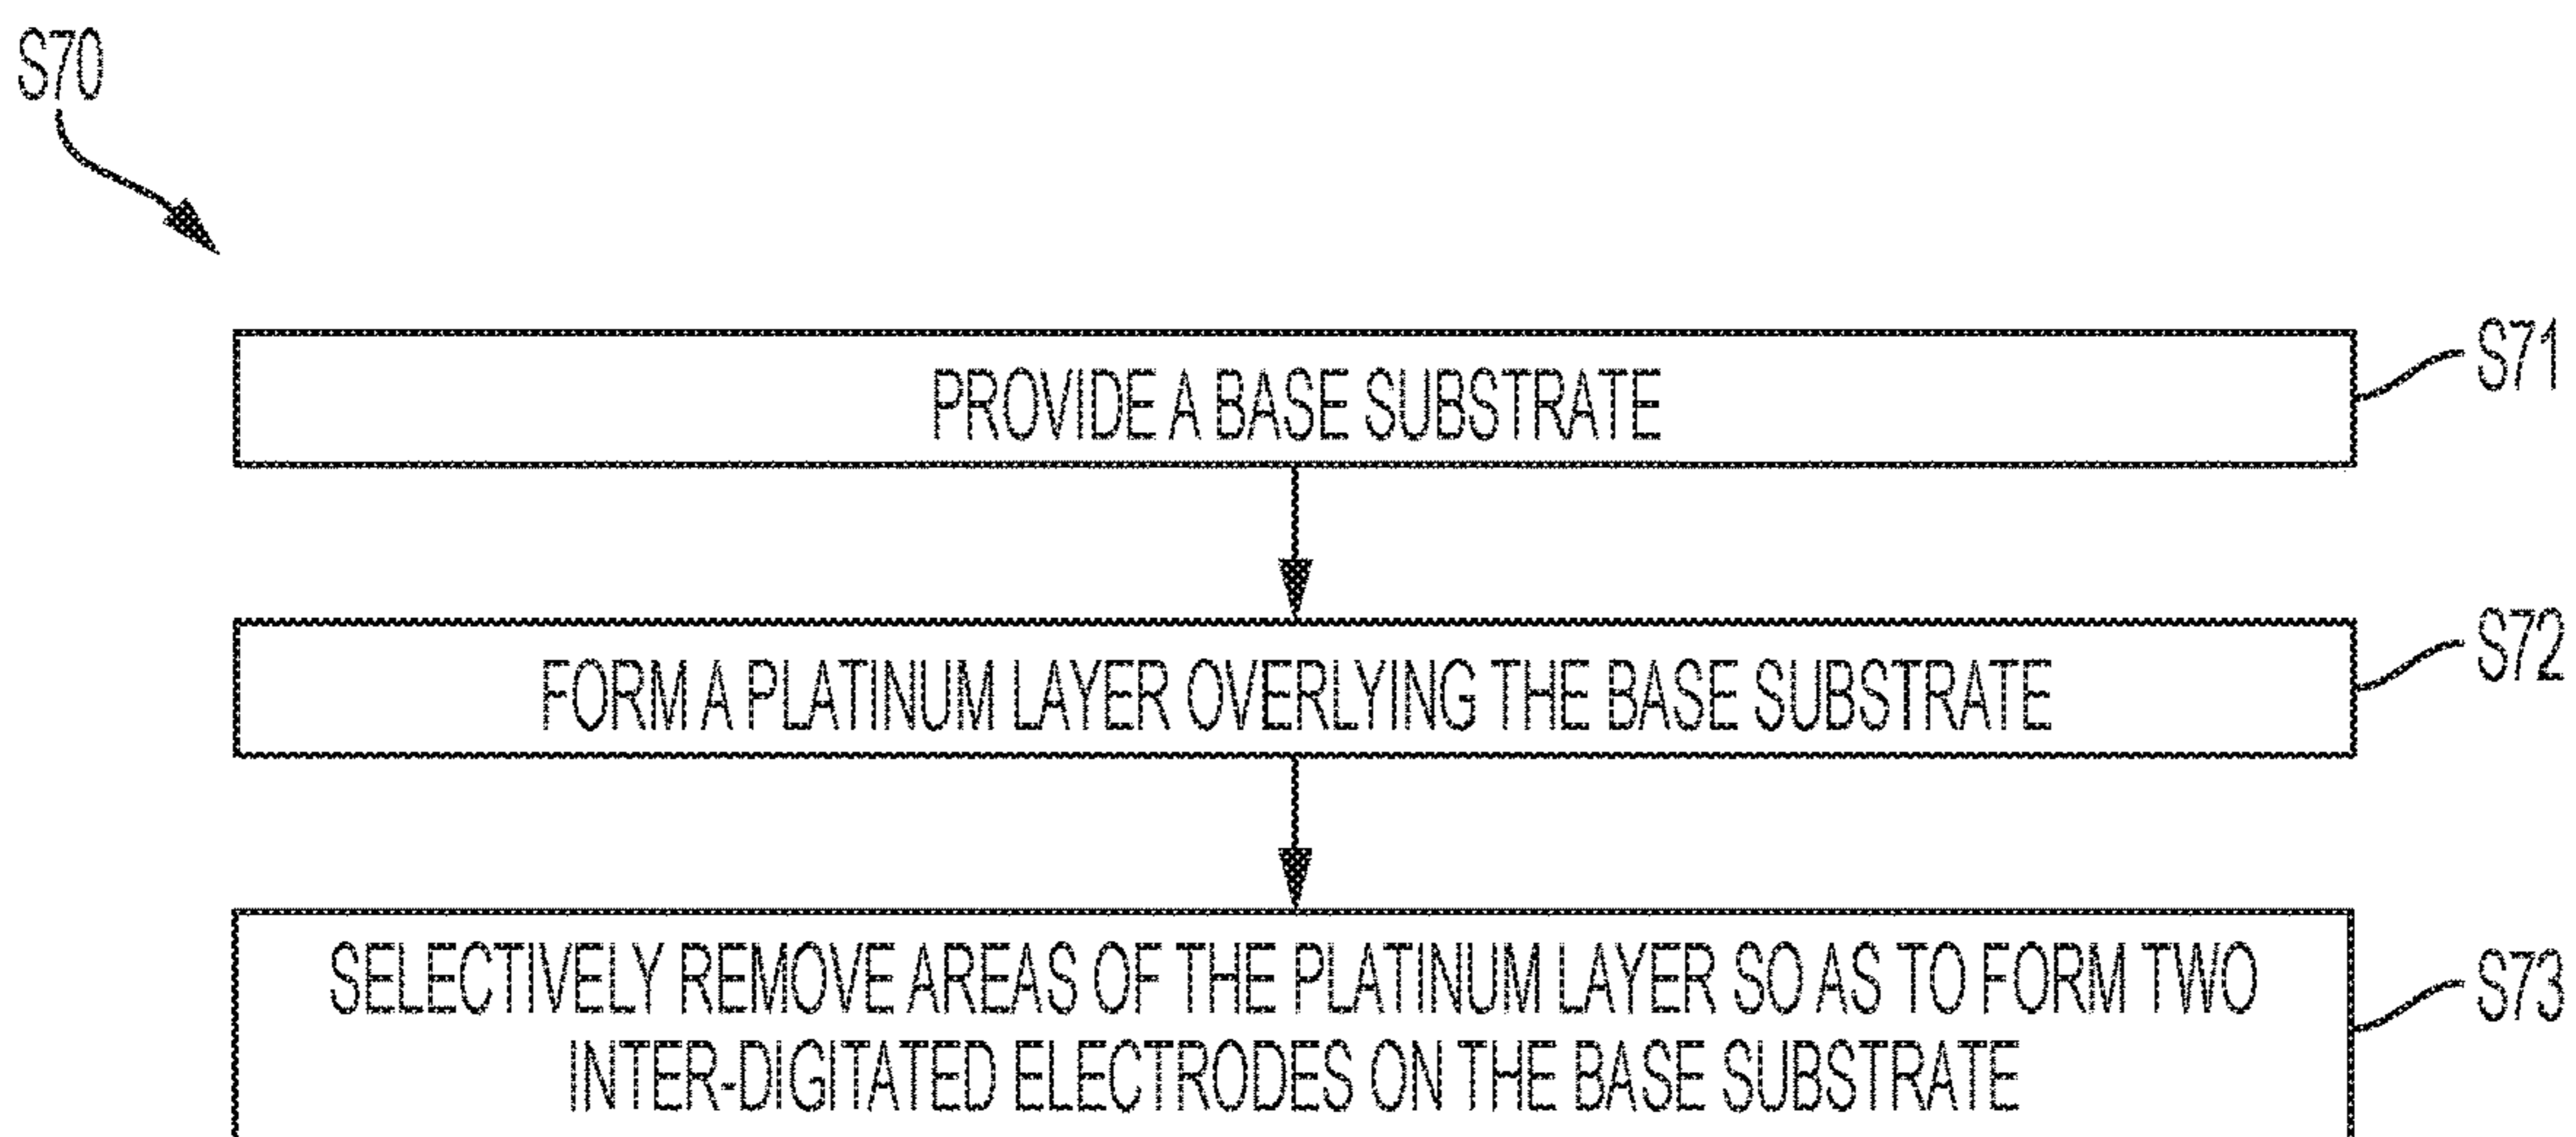 S70
PROVIDE A BASE SUBSTRATE
S71
FORM A PLATINUM LAYER OVERLYING THE BASE SUBSTRATE
S72
SELECTIVELY REMOVE AREAS OF THE PLATINUM LAYER SO AS TO FORM TWO
INTER-DIGITATED ELECTRODES ON THE BASE SUBSTRATE
S73